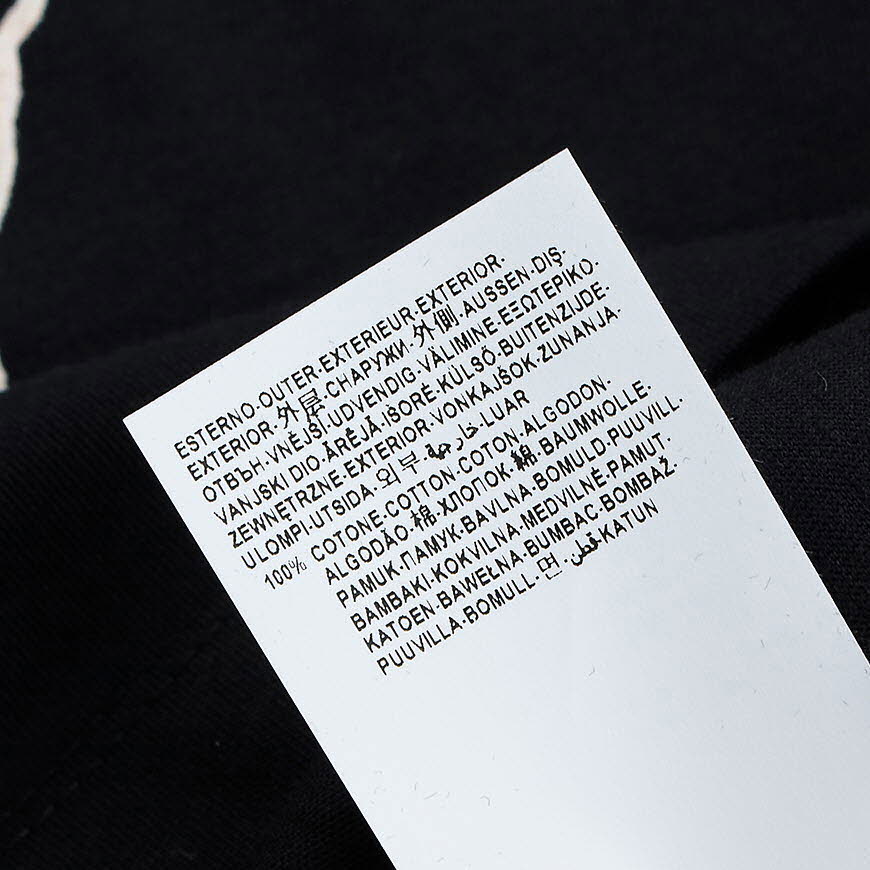 ESTERNO·OUTER·EXTERIEUR·EXTERIOR·
EXTERIOR·外层·CНАРУЖИ·外側·AUSSEN·DIŞ·
ОТВЪН·VNĚJŠÍ·UDVENDIG·VÄLIMINE·ΕΞΩΤΕΡΙΚΟ·
VANJSKI DIO·ĀRĒJĀ·IŠORĖ·KÜLSŐ·BUITENZIJDE·
ZEWNĘTRZNE·EXTERIOR·VONKAJŠOK·ZUNANJA·
ULOMPI·UTSIDA·외부·خارجية·LUAR
100% COTONE·COTTON·COTON·ALGODON·
ALGODÃO·棉·ХЛОПОК·綿·BAUMWOLLE·
PAMUK·ПАМУК·BAVLNA·BOMULD·PUUVILL·
BAMBAKI·KOKVILNA·MEDVILNĖ·PAMUT·
KATOEN·BAWEŁNA·BUMBAC·BOMBAŽ·
PUUVILLA·BOMULL·면·قطن·KATUN